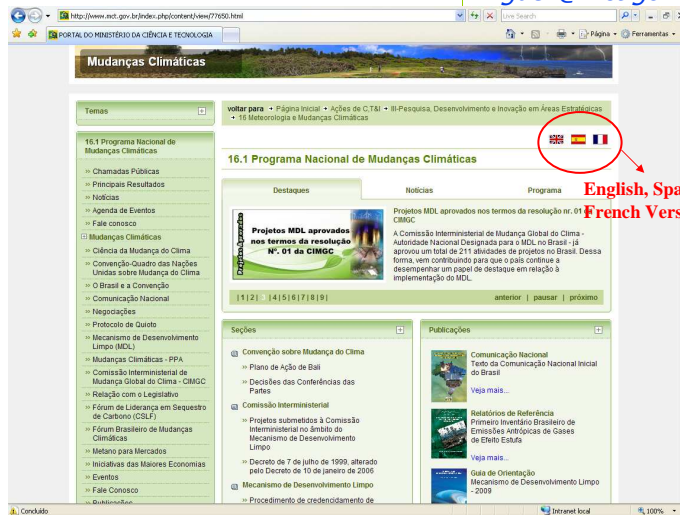 http://www.mct.gov.br/index.php/content/view/77650.html
Live Search
PORTAL DO MINISTÉRIO DA CIÊNCIA E TECNOLOGIA
Página
Ferramentas
Mudanças Climáticas
Temas
voltar para Página Inicial Ações de C,T&I III-Pesquisa, Desenvolvimento e Inovação em Áreas Estratégicas
16 Meteorologia e Mudanças Climáticas
16.1 Programa Nacional de
Mudanças Climáticas
» Chamadas Públicas
» Principais Resultados
» Notícias
» Agenda de Eventos
» Fale conosco
Mudanças Climáticas
» Ciência da Mudança do Clima
» Convenção-Quadro das Nações
Unidas sobre Mudança do Clima
» O Brasil e a Convenção
» Comunicação Nacional
» Negociações
» Protocolo de Quioto
» Mecanismo de Desenvolvimento
Limpo (MDL)
» Mudanças Climáticas - PPA
» Comissão Interministerial de
Mudança Global do Clima - CIMGC
» Relação com o Legislativo
» Fórum de Liderança em Sequestro
de Carbono (CSLF)
» Fórum Brasileiro de Mudanças
Climáticas
» Metano para Mercados
» Iniciativas das Maiores Economias
» Eventos
» Fale Conosco
» Publicações
16.1 Programa Nacional de Mudanças Climáticas
English, Spa
French Vers
Destaques
Notícias
Programa
Projetos Aprovados
Projetos MDL aprovados
nos termos da resolução
Nº. 01 da CIMGC
Projetos MDL aprovados nos termos da resolução nr. 01 da
CIMGC
A Comissão Interministerial de Mudança Global do Clima -
Autoridade Nacional Designada para o MDL no Brasil - já
aprovou um total de 211 atividades de projetos no Brasil. Dessa
forma, vem contribuindo para que o país continue a
desempenhar um papel de destaque em relação à
implementação do MDL.
|1|2| 3 |4|5|6|7|8|9|
anterior | pausar | próximo
Seções
Convenção sobre Mudança do Clima
» Plano de Ação de Bali
» Decisões das Conferências das
Partes
Comissão Interministerial
» Projetos submetidos à Comissão
Interministerial no âmbito do
Mecanismo de Desenvolvimento
Limpo
» Decreto de 7 de julho de 1999, alterado
pelo Decreto de 10 de janeiro de 2006
Mecanismo de Desenvolvimento Limpo
» Procedimento de credencidamento de
Publicações
Comunicação Nacional
Texto da Comunicação Nacional Inicial
do Brasil
Veja mais...
Relatórios de Referência
Primeiro Inventário Brasileiro de
Emissões Antrópicas de Gases
de Efeito Estufa
Veja mais...
Guia de Orientação
Mecanismo de Desenvolvimento Limpo
- 2009
Concluído
Intranet local
100%